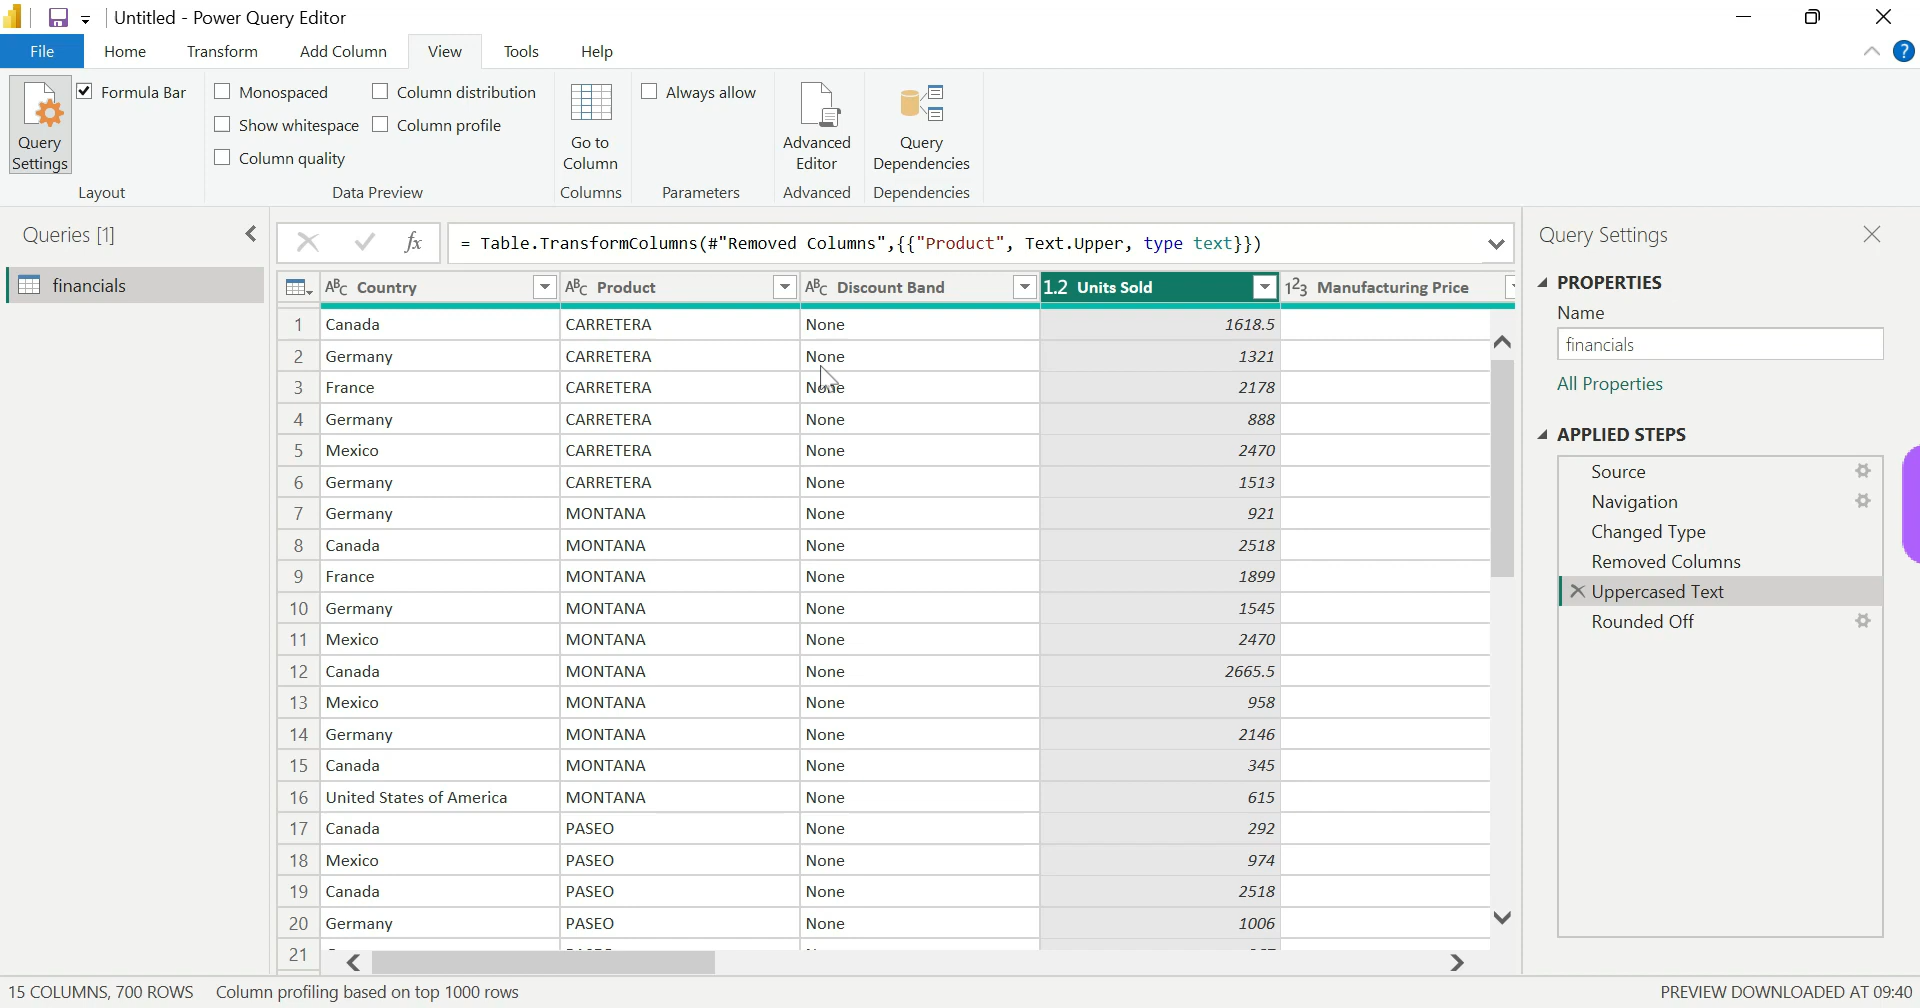 Untitled - Power Query Editor
File Home Transform Add Column View Tools Help
?
Query Settings
Formula Bar
Layout
Monospaced
Show whitespace
Column quality
Column distribution
Column profile
Data Preview
Go to Column
Columns
Always allow
Parameters
Advanced Editor
Advanced
Query Dependencies
Dependencies
Queries [1]
financials
fx = Table.TransformColumns(#"Removed Columns",{{"Product", Text.Upper, type text}})
ABC Country ABC Product ABC Discount Band 1.2 Units Sold 123 Manufacturing Price
1 Canada CARRETERA None 1618.5
2 Germany CARRETERA None 1321
3 France CARRETERA None 2178
4 Germany CARRETERA None 888
5 Mexico CARRETERA None 2470
6 Germany CARRETERA None 1513
7 Germany MONTANA None 921
8 Canada MONTANA None 2518
9 France MONTANA None 1899
10 Germany MONTANA None 1545
11 Mexico MONTANA None 2470
12 Canada MONTANA None 2665.5
13 Mexico MONTANA None 958
14 Germany MONTANA None 2146
15 Canada MONTANA None 345
16 United States of America MONTANA None 615
17 Canada PASEO None 292
18 Mexico PASEO None 974
19 Canada PASEO None 2518
20 Germany PASEO None 1006
21
Query Settings
PROPERTIES
Name
financials
All Properties
APPLIED STEPS
Source
Navigation
Changed Type
Removed Columns
Uppercased Text
Rounded Off
15 COLUMNS, 700 ROWS Column profiling based on top 1000 rows
PREVIEW DOWNLOADED AT 09:40